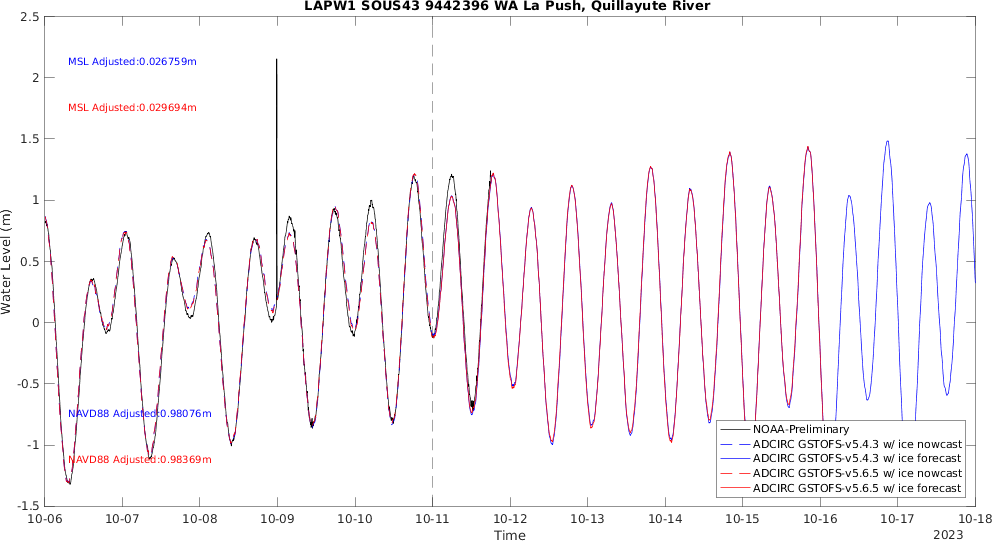 LAPW1 SOUS43 9442396 WA La Push, Quillayute River
2.5
2
1.5
1
0.5
0
-0.5
-1
-1.5
Water Level (m)
MSL Adjusted:0.026759m
MSL Adjusted:0.029694m
NAVD88 Adjusted:0.98076m
NAVD88 Adjusted:0.98369m
NOAA-Preliminary
ADCIRC GSTOFS-v5.4.3 w/ ice nowcast
ADCIRC GSTOFS-v5.4.3 w/ ice forecast
ADCIRC GSTOFS-v5.6.5 w/ ice nowcast
ADCIRC GSTOFS-v5.6.5 w/ ice forecast
10-06 10-07 10-08 10-09 10-10 10-11 10-12 10-13 10-14 10-15 10-16 10-17 10-18
Time
2023